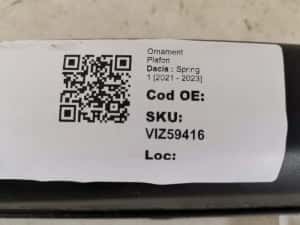 Ornament
Plafon
Dacia : Spring
1 [2021 - 2023]
Cod OE:
SKU:
VIZ59416
Loc: